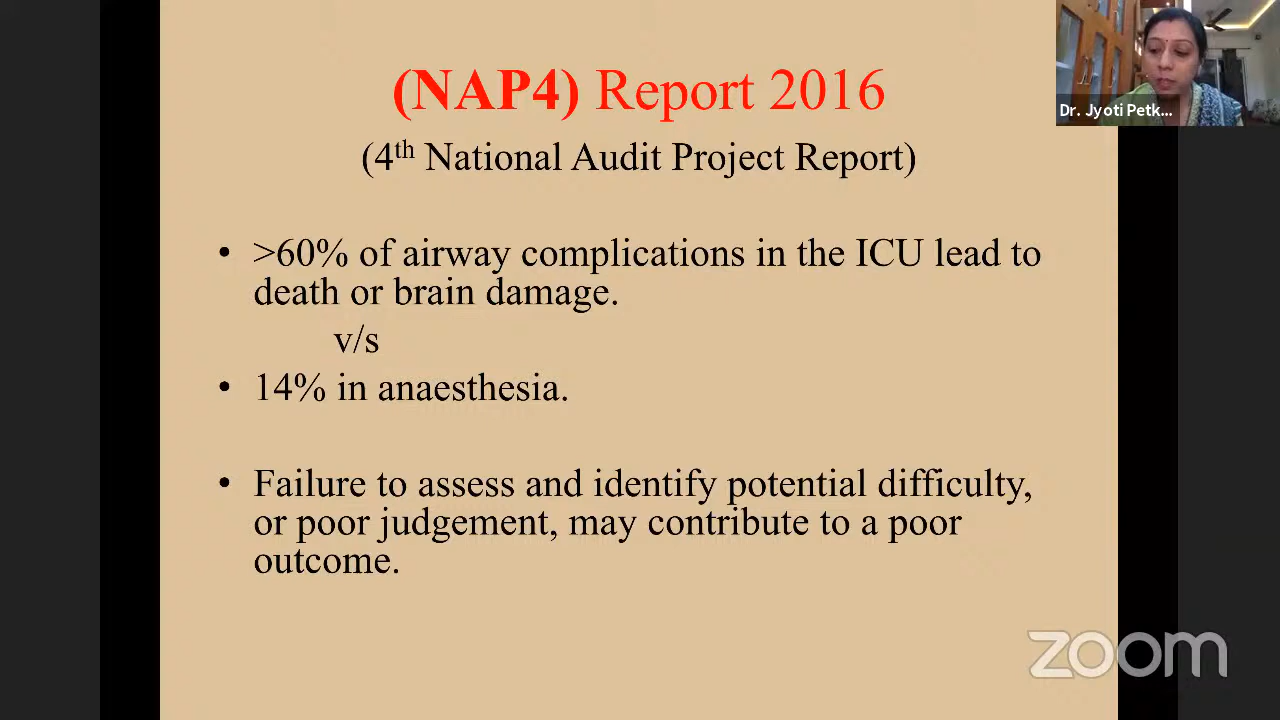 (NAP4) Report 2016
(4th National Audit Project Report)
• >60% of airway complications in the ICU lead to
death or brain damage.
v/s
• 14% in anaesthesia.
• Failure to assess and identify potential difficulty,
or poor judgement, may contribute to a poor
outcome.
Dr. Jyoti Petk...
zoom